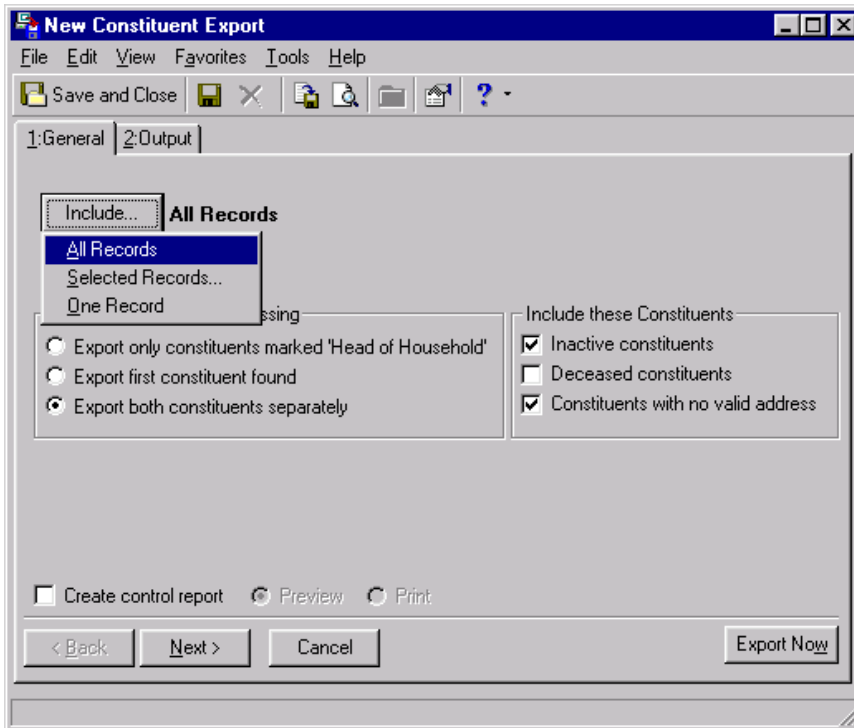 New Constituent Export
File Edit View Favorites Tools Help
Save and Close ?
1:General 2:Output
Include... All Records
All Records
Selected Records...
One Record
ssing
Include these Constituents
Export only constituents marked 'Head of Household'
Export first constituent found
Export both constituents separately
Inactive constituents
Deceased constituents
Constituents with no valid address
Create control report Preview Print
< Back Next > Cancel Export Now